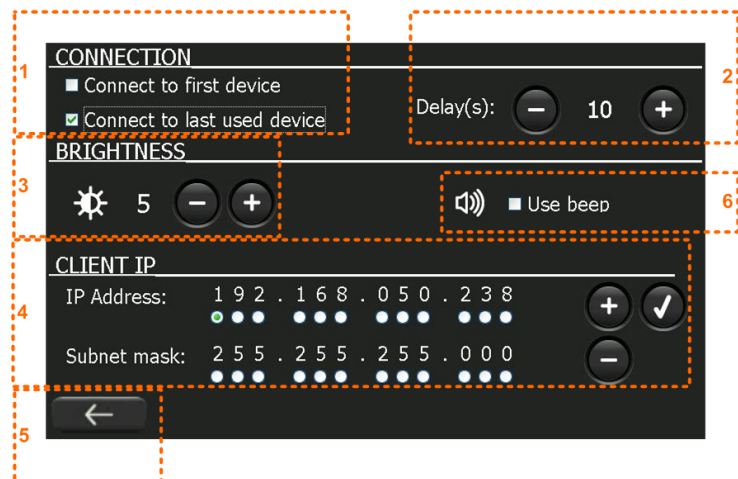 1
CONNECTION
Connect to first device
Connect to last used device
2
Delay(s): 10
3
BRIGHTNESS
5
6
Use beep
4
CLIENT IP
IP Address: 192.168.050.238
Subnet mask: 255.255.255.000
5